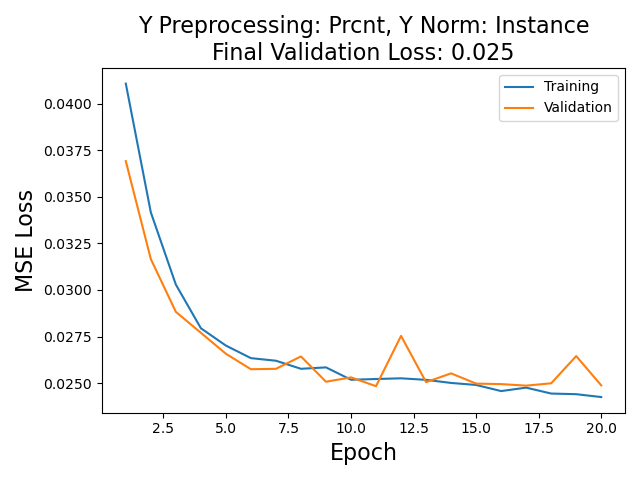 Y Preprocessing: Prcnt, Y Norm: Instance
Final Validation Loss: 0.025
Training
Validation
0.0400
0.0375
0.0350
0.0325
0.0300
0.0275
0.0250
MSE Loss
2.5 5.0 7.5 10.0 12.5 15.0 17.5 20.0
Epoch